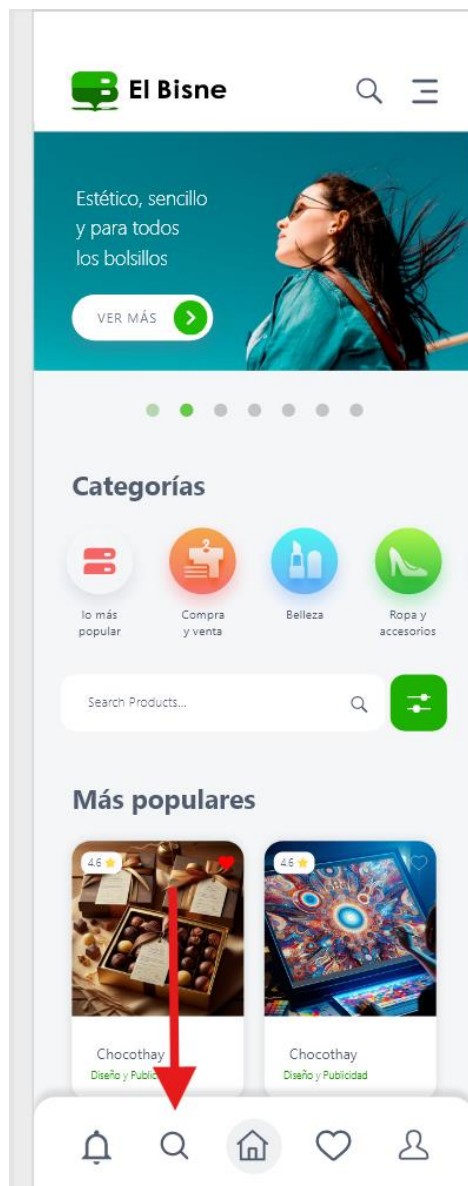 El Bisne
Estético, sencillo
y para todos
los bolsillos
VER MÁS
Categorías
lo más
popular
Compra
y venta
Belleza
Ropa y
accesorios
Search Products...
Más populares
4.6
4.6
Chocothay
Diseño y
Chocothay
Diseño y Publicidad